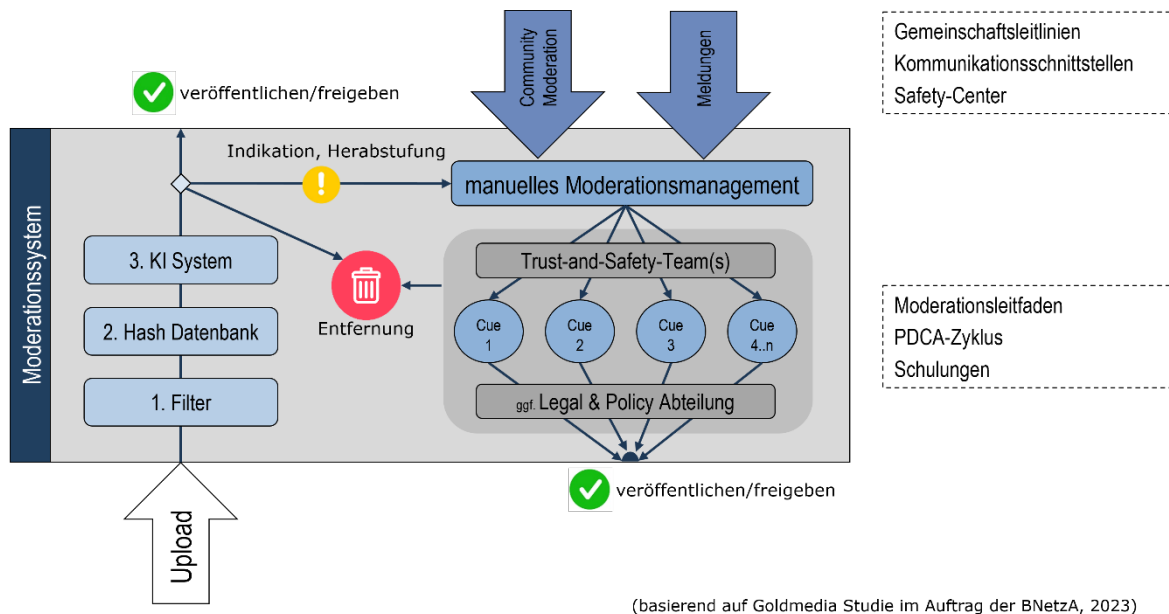 Community
Moderation
Meldungen
Gemeinschaftsleitlinien
Kommunikationsschnittstellen
Safety-Center
veröffentlichen/freigeben
Moderationssystem
Indikation, Herabstufung
!
manuelles Moderationsmanagement
3. KI System
2. Hash Datenbank
1. Filter
Entfernung
Trust-and-Safety-Team(s)
Cue
1
Cue
2
Cue
3
Cue
4..n
ggf. Legal & Policy Abteilung
Moderationsleitfaden
PDCA-Zyklus
Schulungen
veröffentlichen/freigeben
Upload
(basierend auf Goldmedia Studie im Auftrag der BNetzA, 2023)